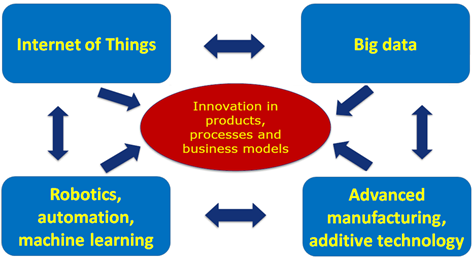 Internet of Things
Big data
Innovation in
products,
processes and
business models
Robotics,
automation,
machine learning
Advanced
manufacturing,
additive technology